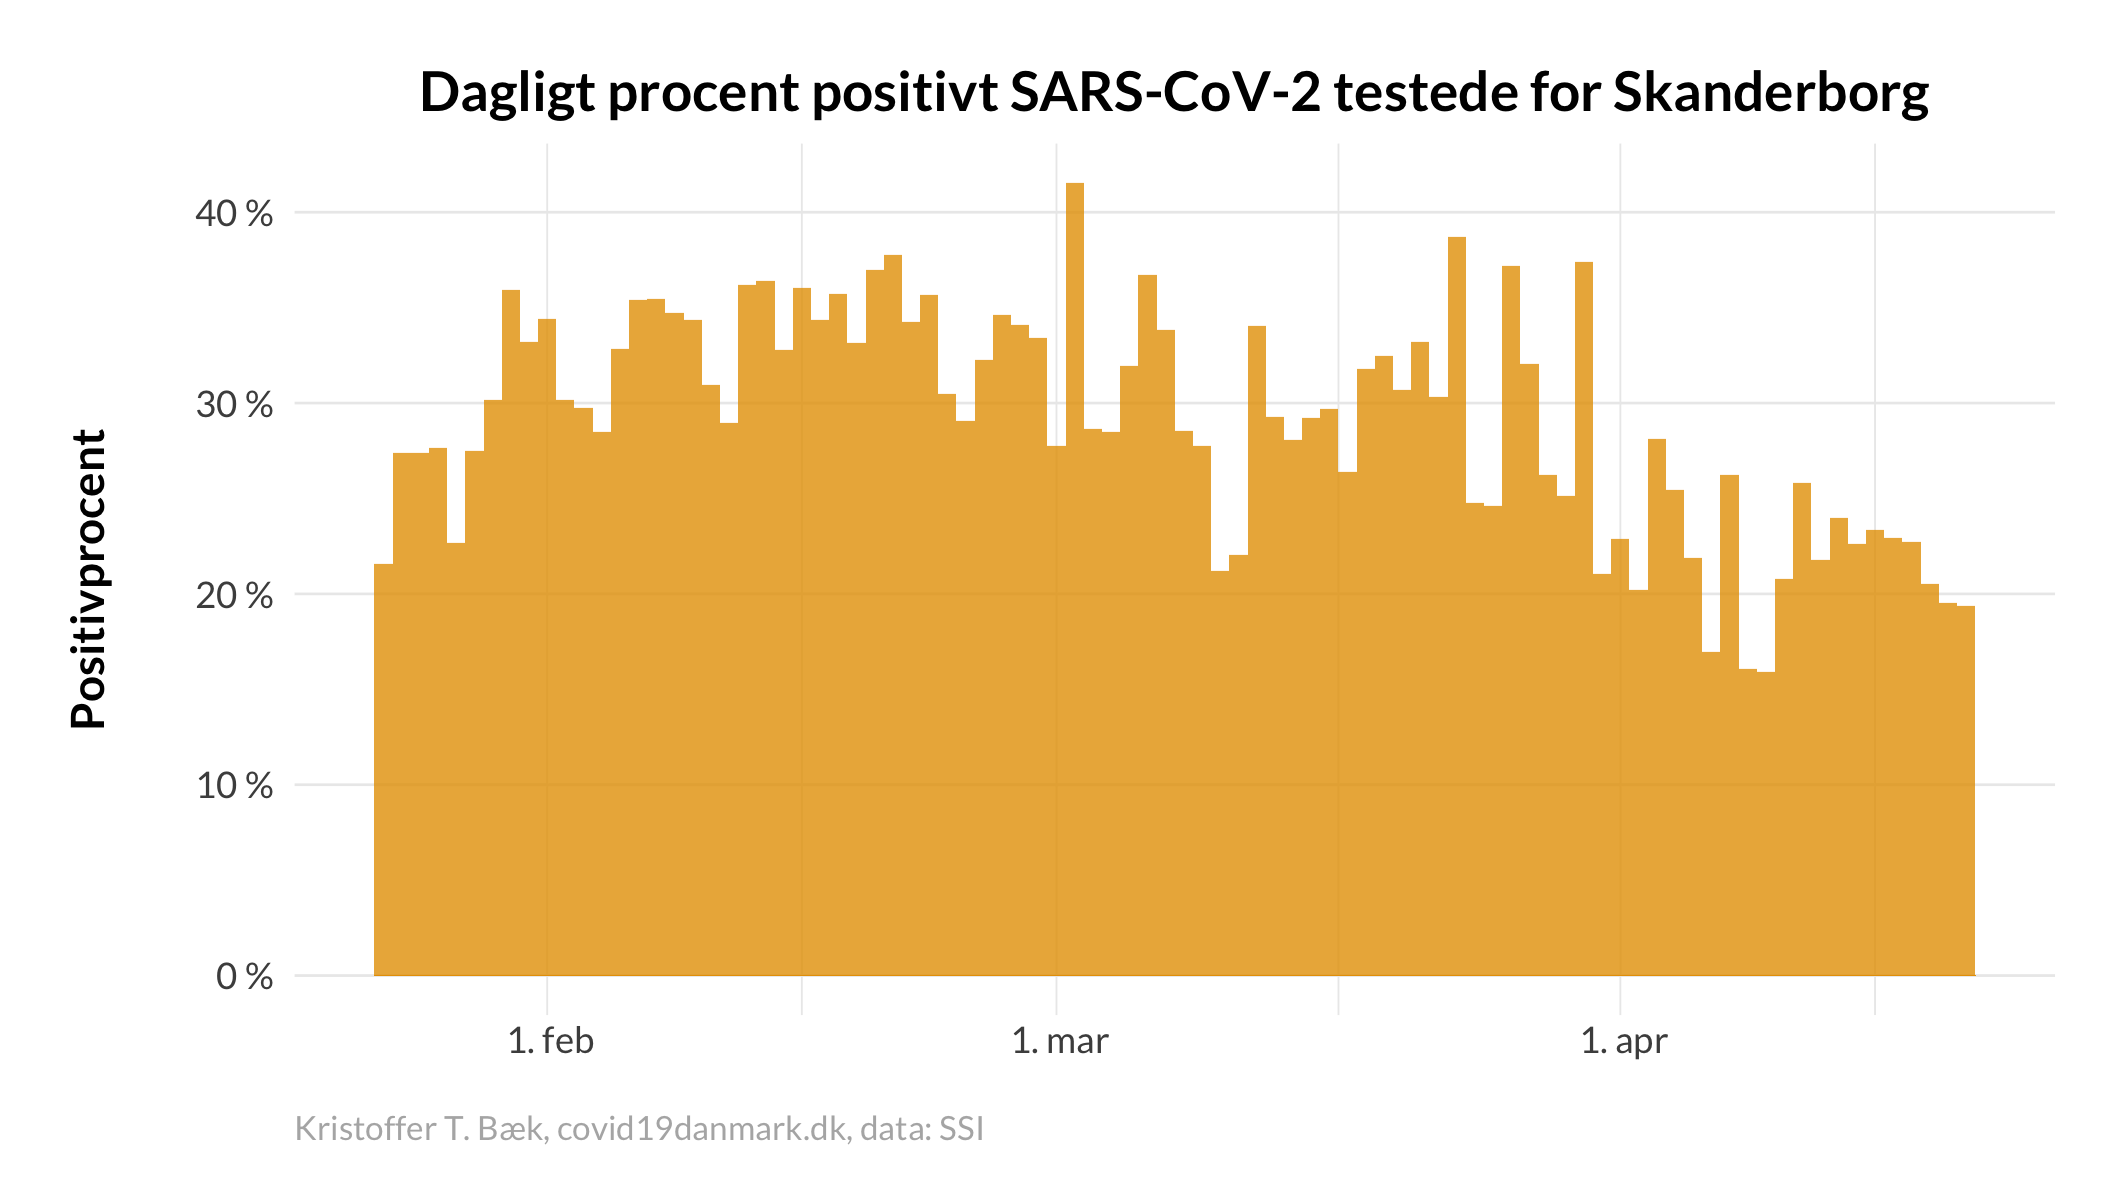 Dagligt procent positivt SARS-CoV-2 testede for Skanderborg
Positivprocent
40 %
30 %
20 %
10 %
0 %
1. feb
1. mar
1. apr
Kristoffer T. Bæk, covid19danmark.dk, data: SSI